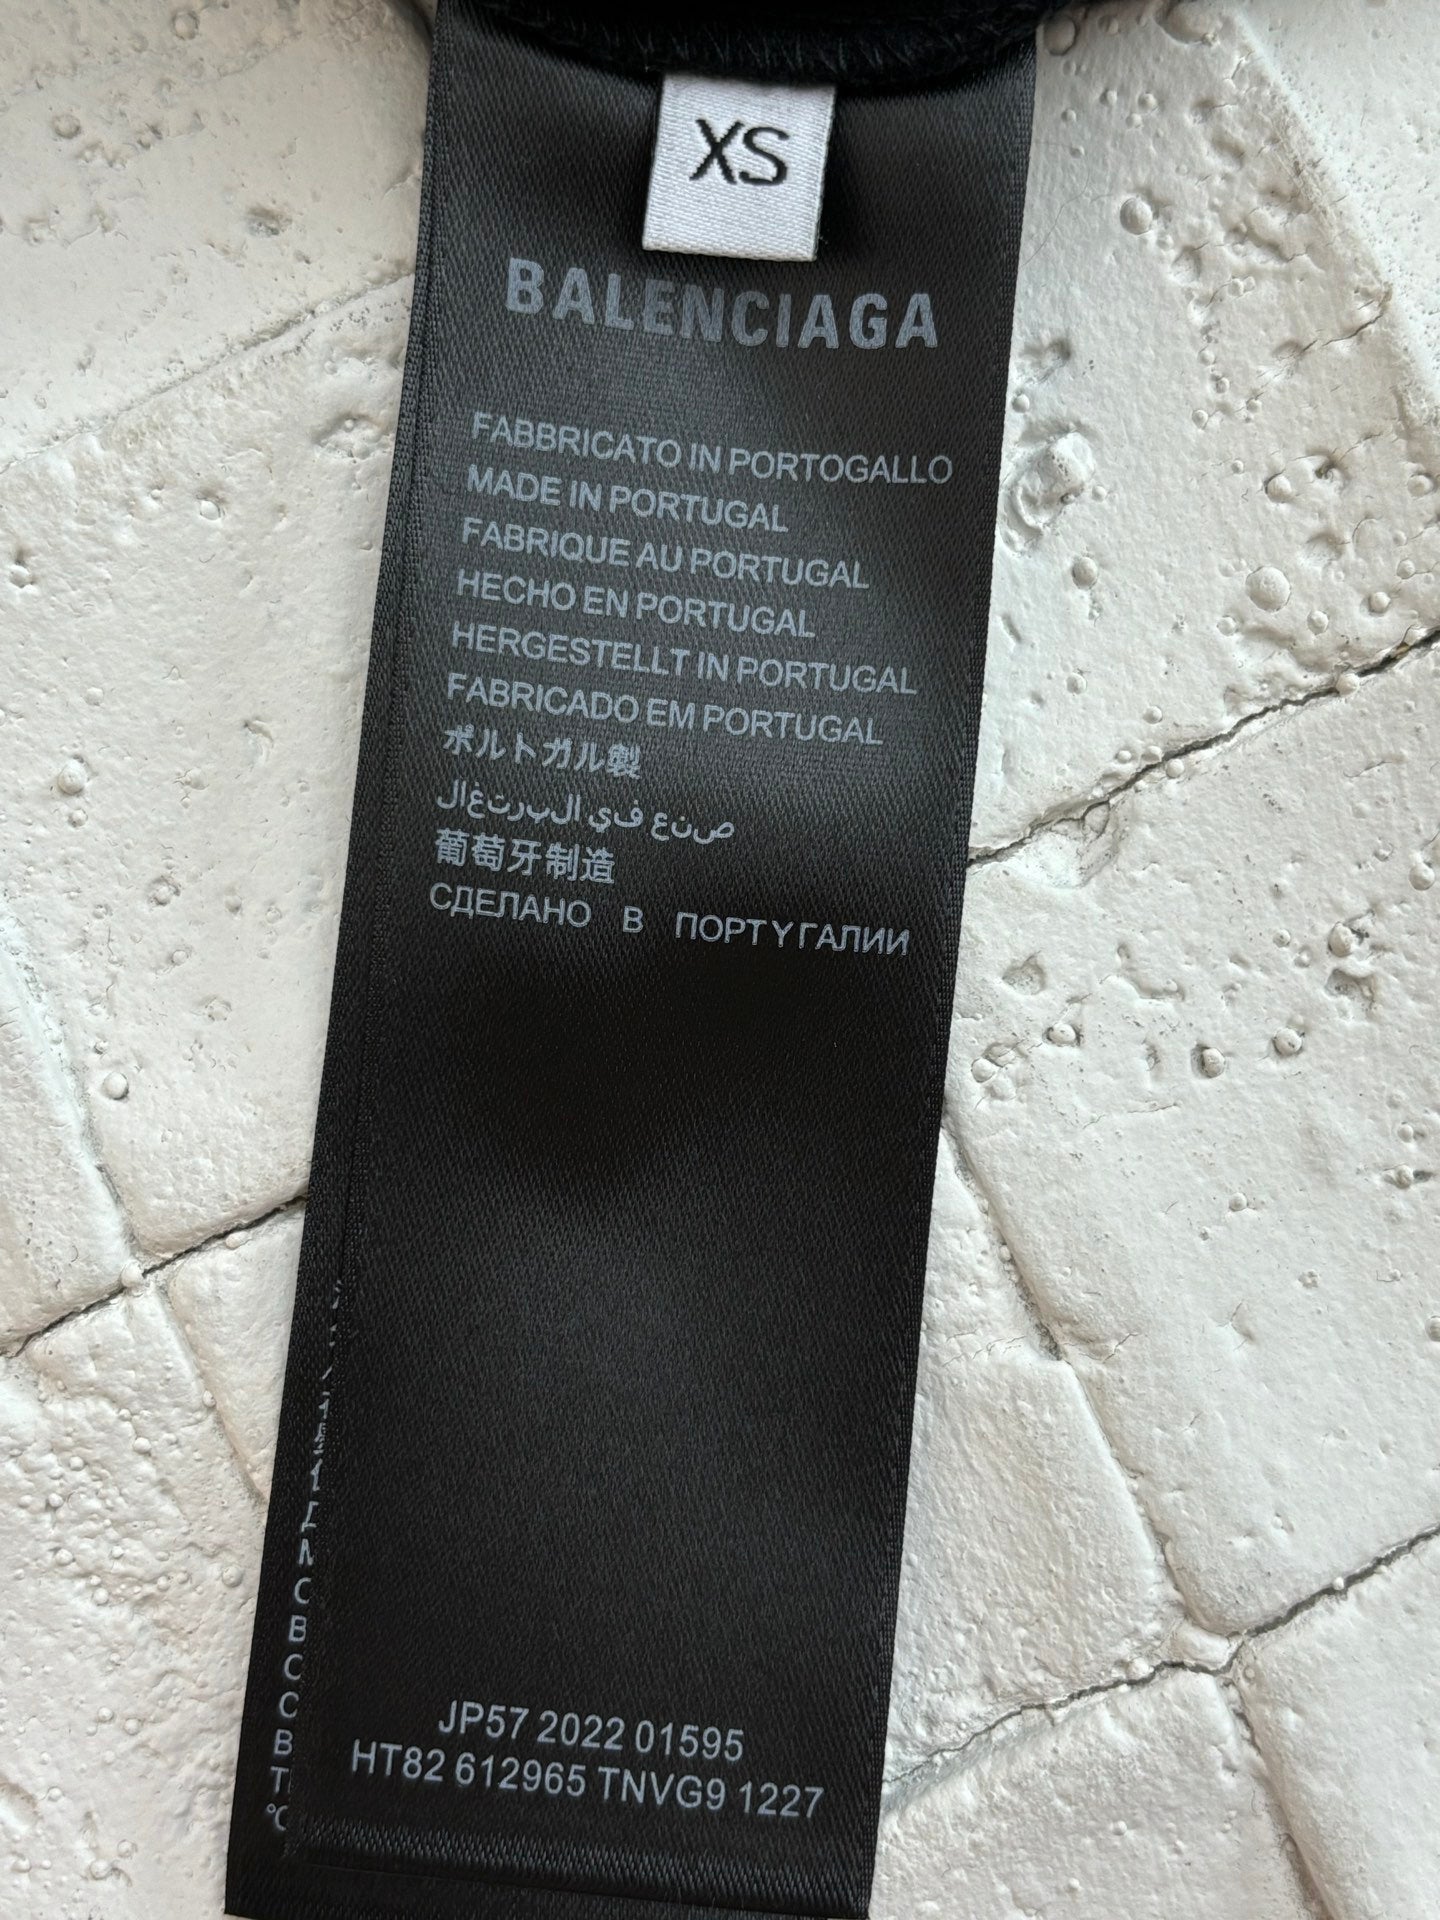 XS
BALENCIAGA
FABBRICATO IN PORTOGALLO
MADE IN PORTUGAL
FABRIQUE AU PORTUGAL
HECHO EN PORTUGAL
HERGESTELLT IN PORTUGAL
FABRICADO EM PORTUGAL
ポルトガル製
صنع في البرتغال
葡萄牙制造
СДЕЛАНО В ПОРТУГАЛИИ
JP57 2022 01595
HT82 612965 TNVG9 1227